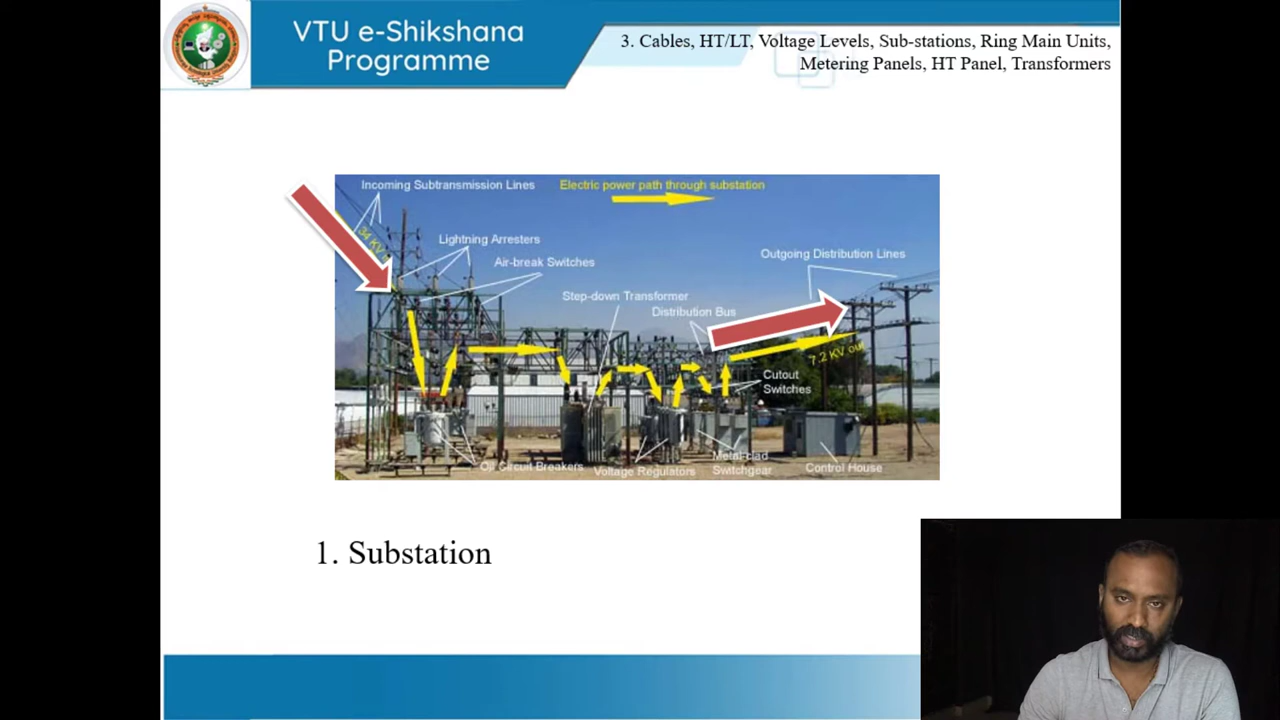 VTU e-Shikshana
Programme
3. Cables, HT/LT, Voltage Levels, Sub-stations, Ring Main Units,
Metering Panels, HT Panel, Transformers
Incoming Subtransmission Lines
Electric power path through substation
34 KV
Lightning Arresters
Air-break Switches
Outgoing Distribution Lines
Step-down Transformer
Distribution Bus
7.2 KV out
Cutout
Switches
Oil Circuit Breakers
Voltage Regulators
Metal-clad
Switchgear
Control House
1. Substation